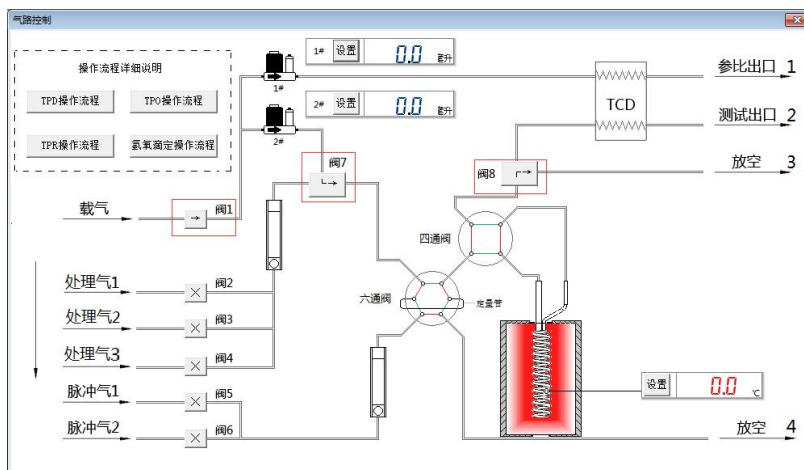 气路控制
操作流程详细说明
TPD操作流程
TPO操作流程
TPR操作流程
氢氧滴定操作流程
1#
设置
0.0
毫升
1#
2#
设置
0.0
毫升
2#
TCD
参比出口 1
测试出口 2
放空 3
阀7
阀8
载气
阀1
四通阀
处理气1
阀2
六通阀
定量管
处理气2
阀3
处理气3
阀4
设置
0.0
℃
脉冲气1
阀5
脉冲气2
阀6
放空 4